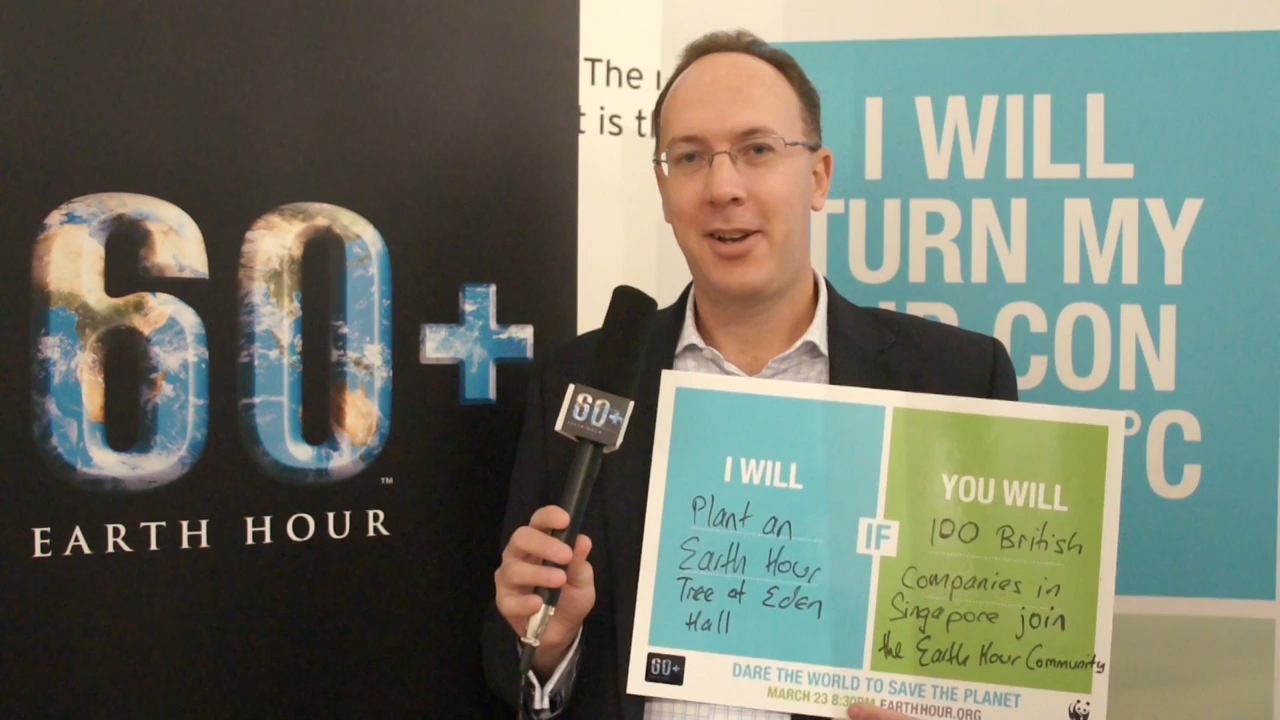 60+
TM
EARTH HOUR
The
t is
I WILL
TURN MY
CON
°C
60+
I WILL
Plant an
Earth Hour
Tree at Eden
Hall
IF
YOU WILL
100 British
Companies in
Singapore join
the Earth Hour Community
60+
DARE THE WORLD TO SAVE THE PLANET
MARCH 23 8:30PM EARTHHOUR.ORG